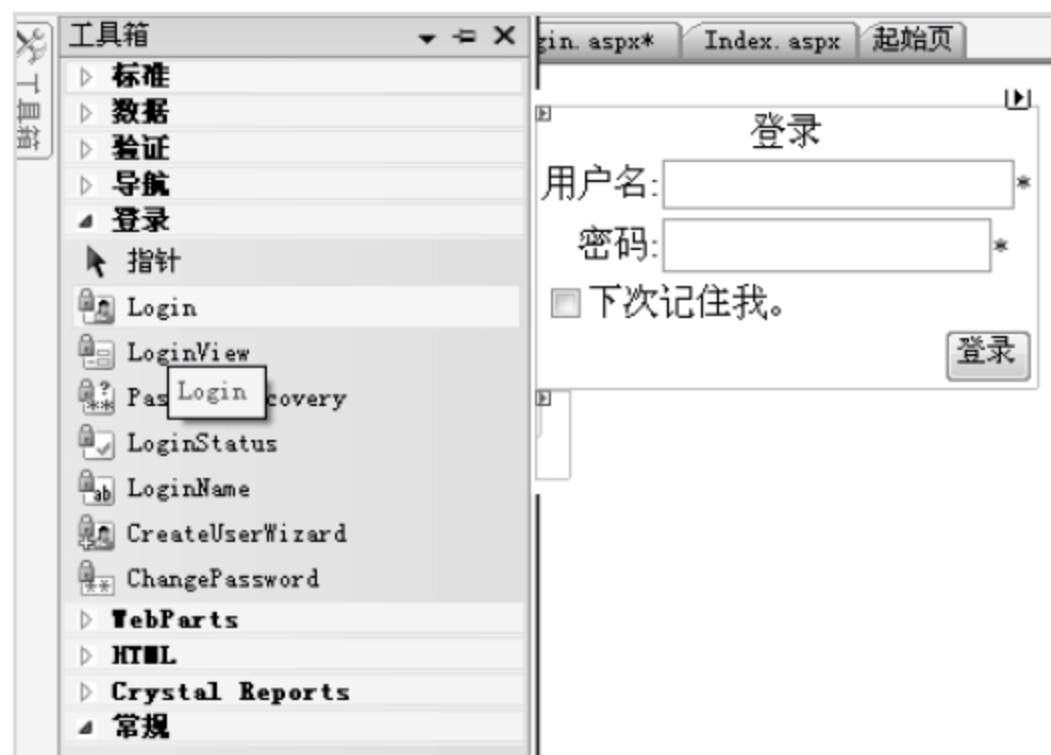 工具箱
工具箱
标准
数据
验证
导航
登录
指针
Login
LoginView
Login
Pas covery
LoginStatus
LoginName
CreateUserWizard
ChangePassword
WebParts
HTML
Crystal Reports
常规
gin.aspx* Index.aspx 起始页
登录
用户名: *
密码: *
下次记住我。
登录